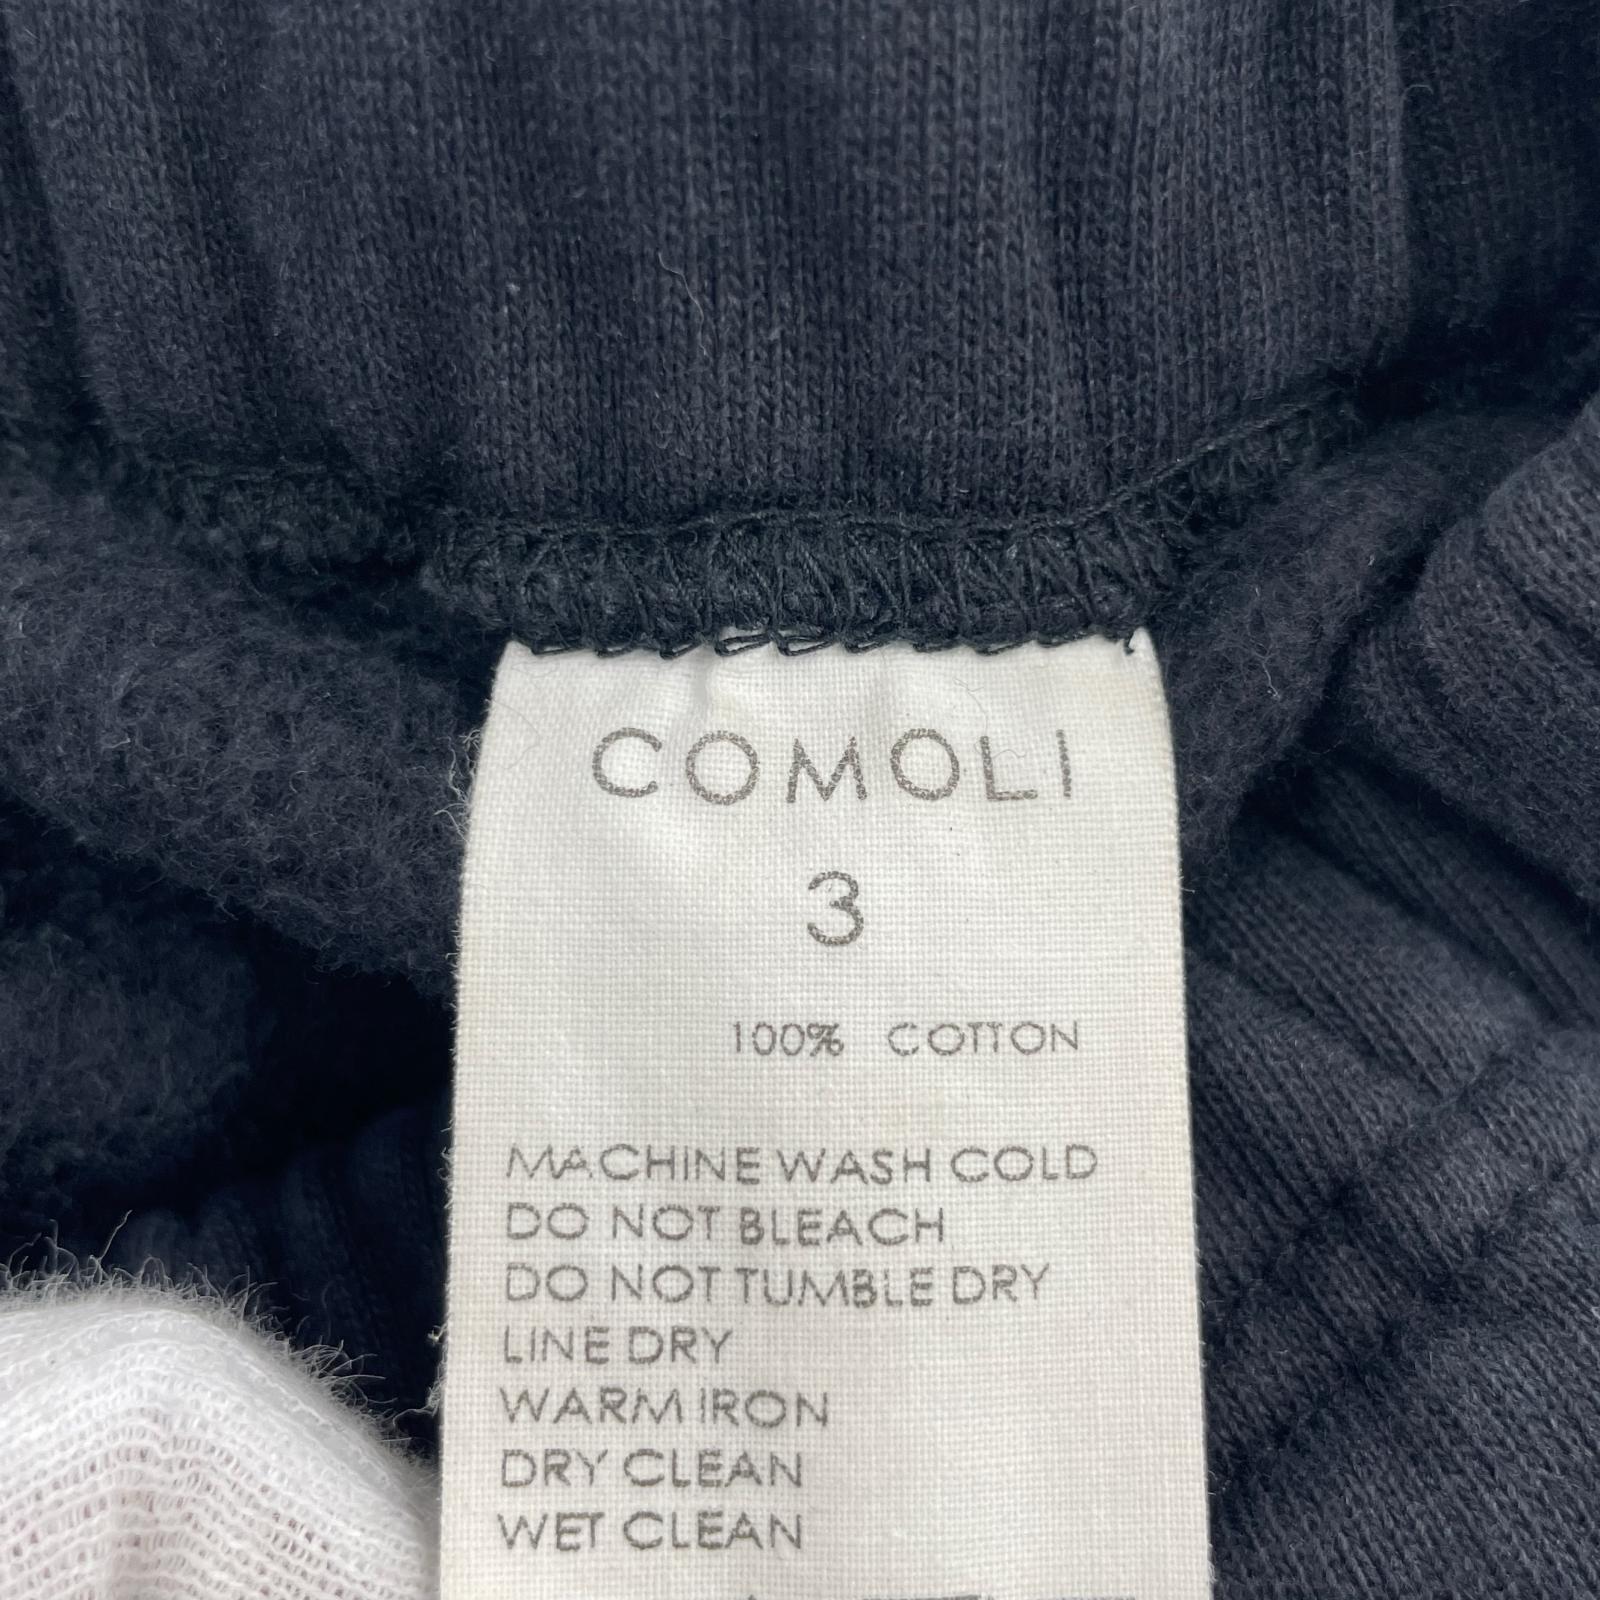 COMOLI
3
100% COTTON
MACHINE WASH COLD
DO NOT BLEACH
DO NOT TUMBLE DRY
LINE DRY
WARM IRON
DRY CLEAN
WET CLEAN